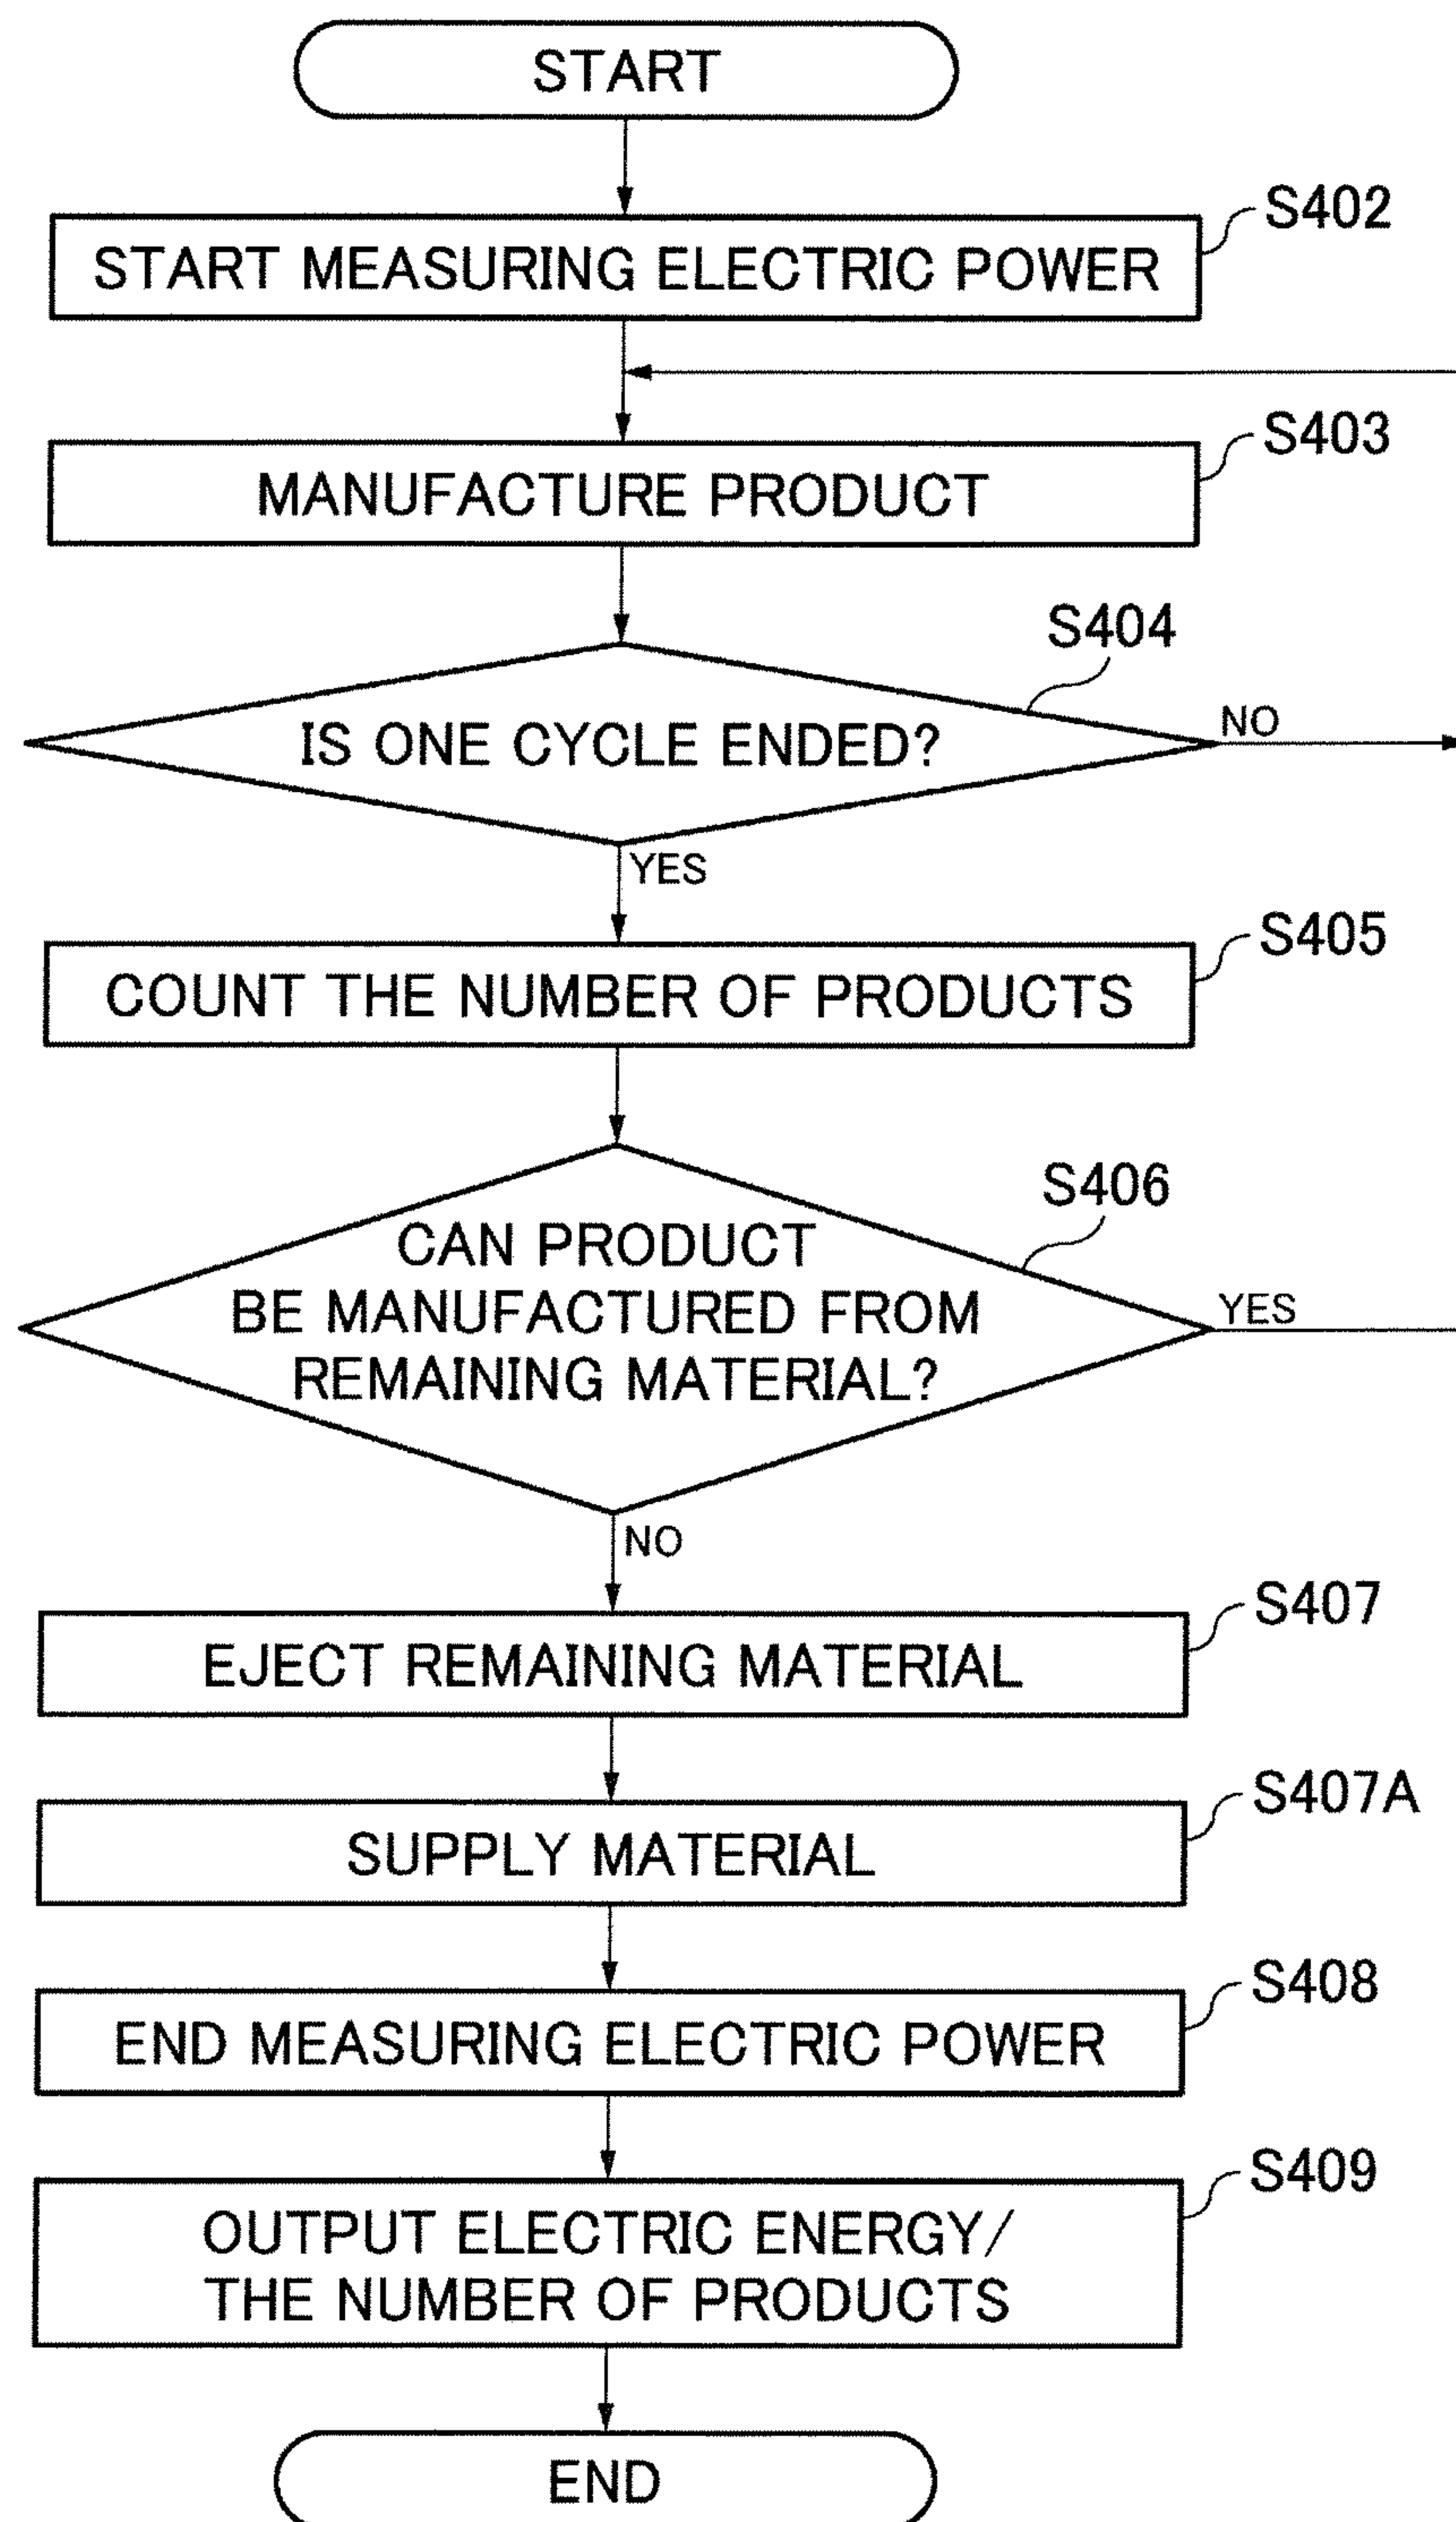 START
S402
START MEASURING ELECTRIC POWER
S403
MANUFACTURE PRODUCT
S404
IS ONE CYCLE ENDED?
NO
YES
S405
COUNT THE NUMBER OF PRODUCTS
S406
CAN PRODUCT
BE MANUFACTURED FROM
REMAINING MATERIAL?
YES
NO
S407
EJECT REMAINING MATERIAL
S407A
SUPPLY MATERIAL
S408
END MEASURING ELECTRIC POWER
S409
OUTPUT ELECTRIC ENERGY/
THE NUMBER OF PRODUCTS
END